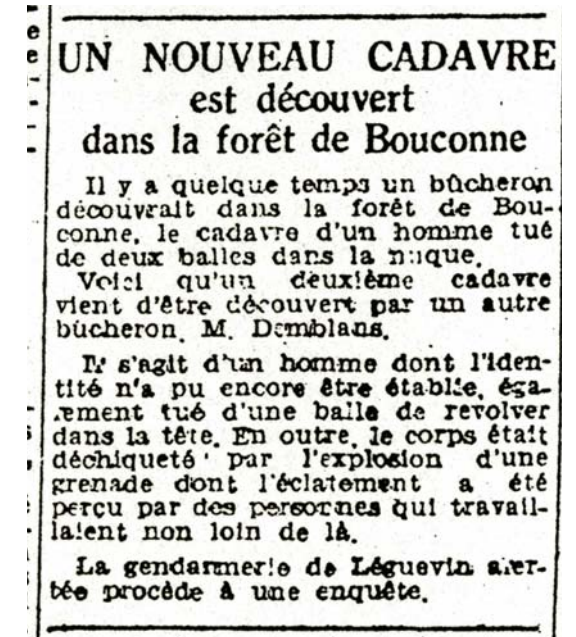 UN NOUVEAU CADAVRE
est découvert
dans la forêt de Bouconne
Il y a quelque temps un bûcheron
découvrait dans la forêt de Bou-
conne, le cadavre d'un homme tué
de deux balles dans la nuque.
Voici qu'un deuxième cadavre
vient d'être découvert par un autre
bûcheron, M. Demblans.
Il s'agit d'un homme dont l'iden-
tité n'a pu encore être établie, éga-
lement tué d'une balle de revolver
dans la tête. En outre, le corps était
déchiqueté par l'explosion d'une
grenade dont l'éclatement a été
perçu par des personnes qui travail-
laient non loin de là.
La gendarmerie de Léguevin aler-
tée procède à une enquête.